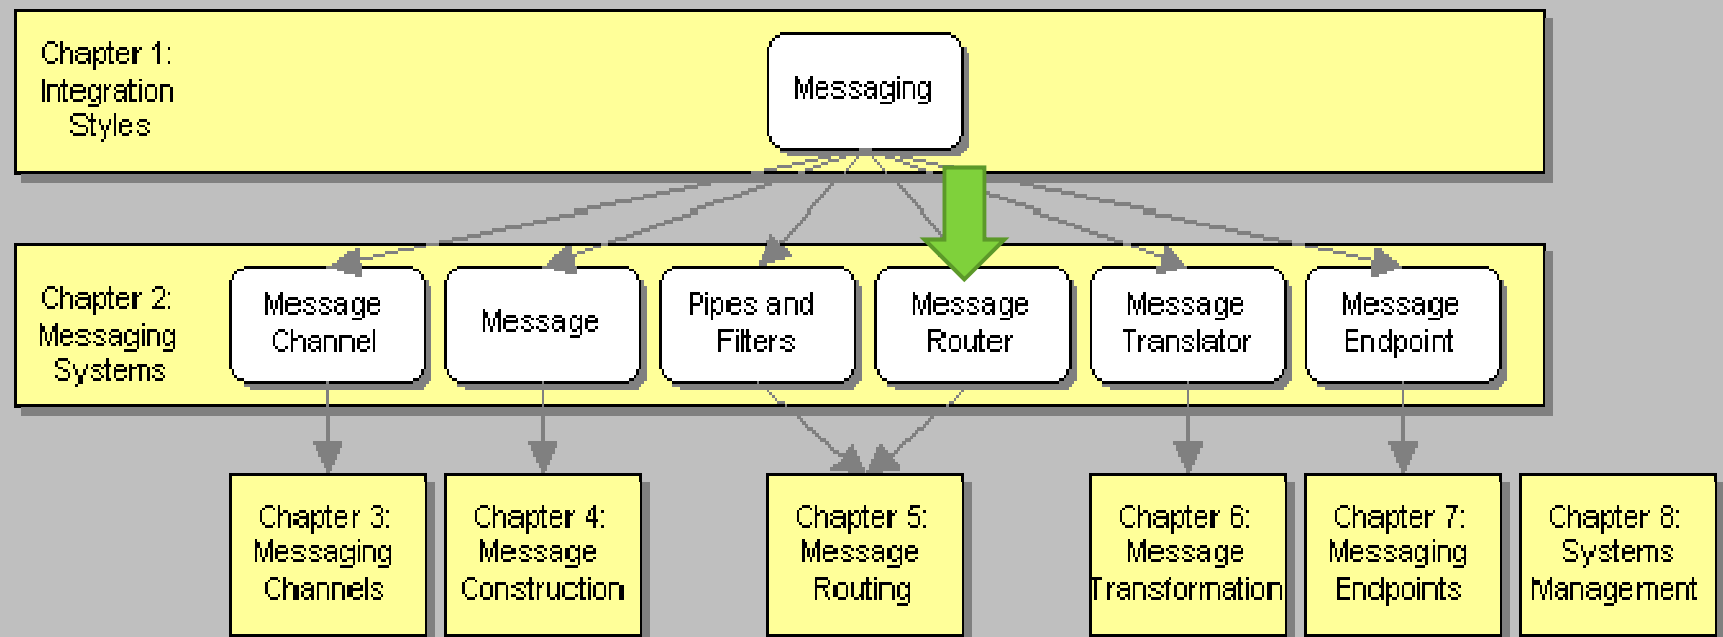 Chapter 1:
Integration
Styles
Messaging
Chapter 2:
Messaging
Systems
Message
Channel
Message
Pipes and
Filters
Message
Router
Message
Translator
Message
Endpoint
Chapter 3:
Messaging
Channels
Chapter 4:
Message
Construction
Chapter 5:
Message
Routing
Chapter 6:
Message
Transformation
Chapter 7:
Messaging
Endpoints
Chapter 8:
Systems
Management